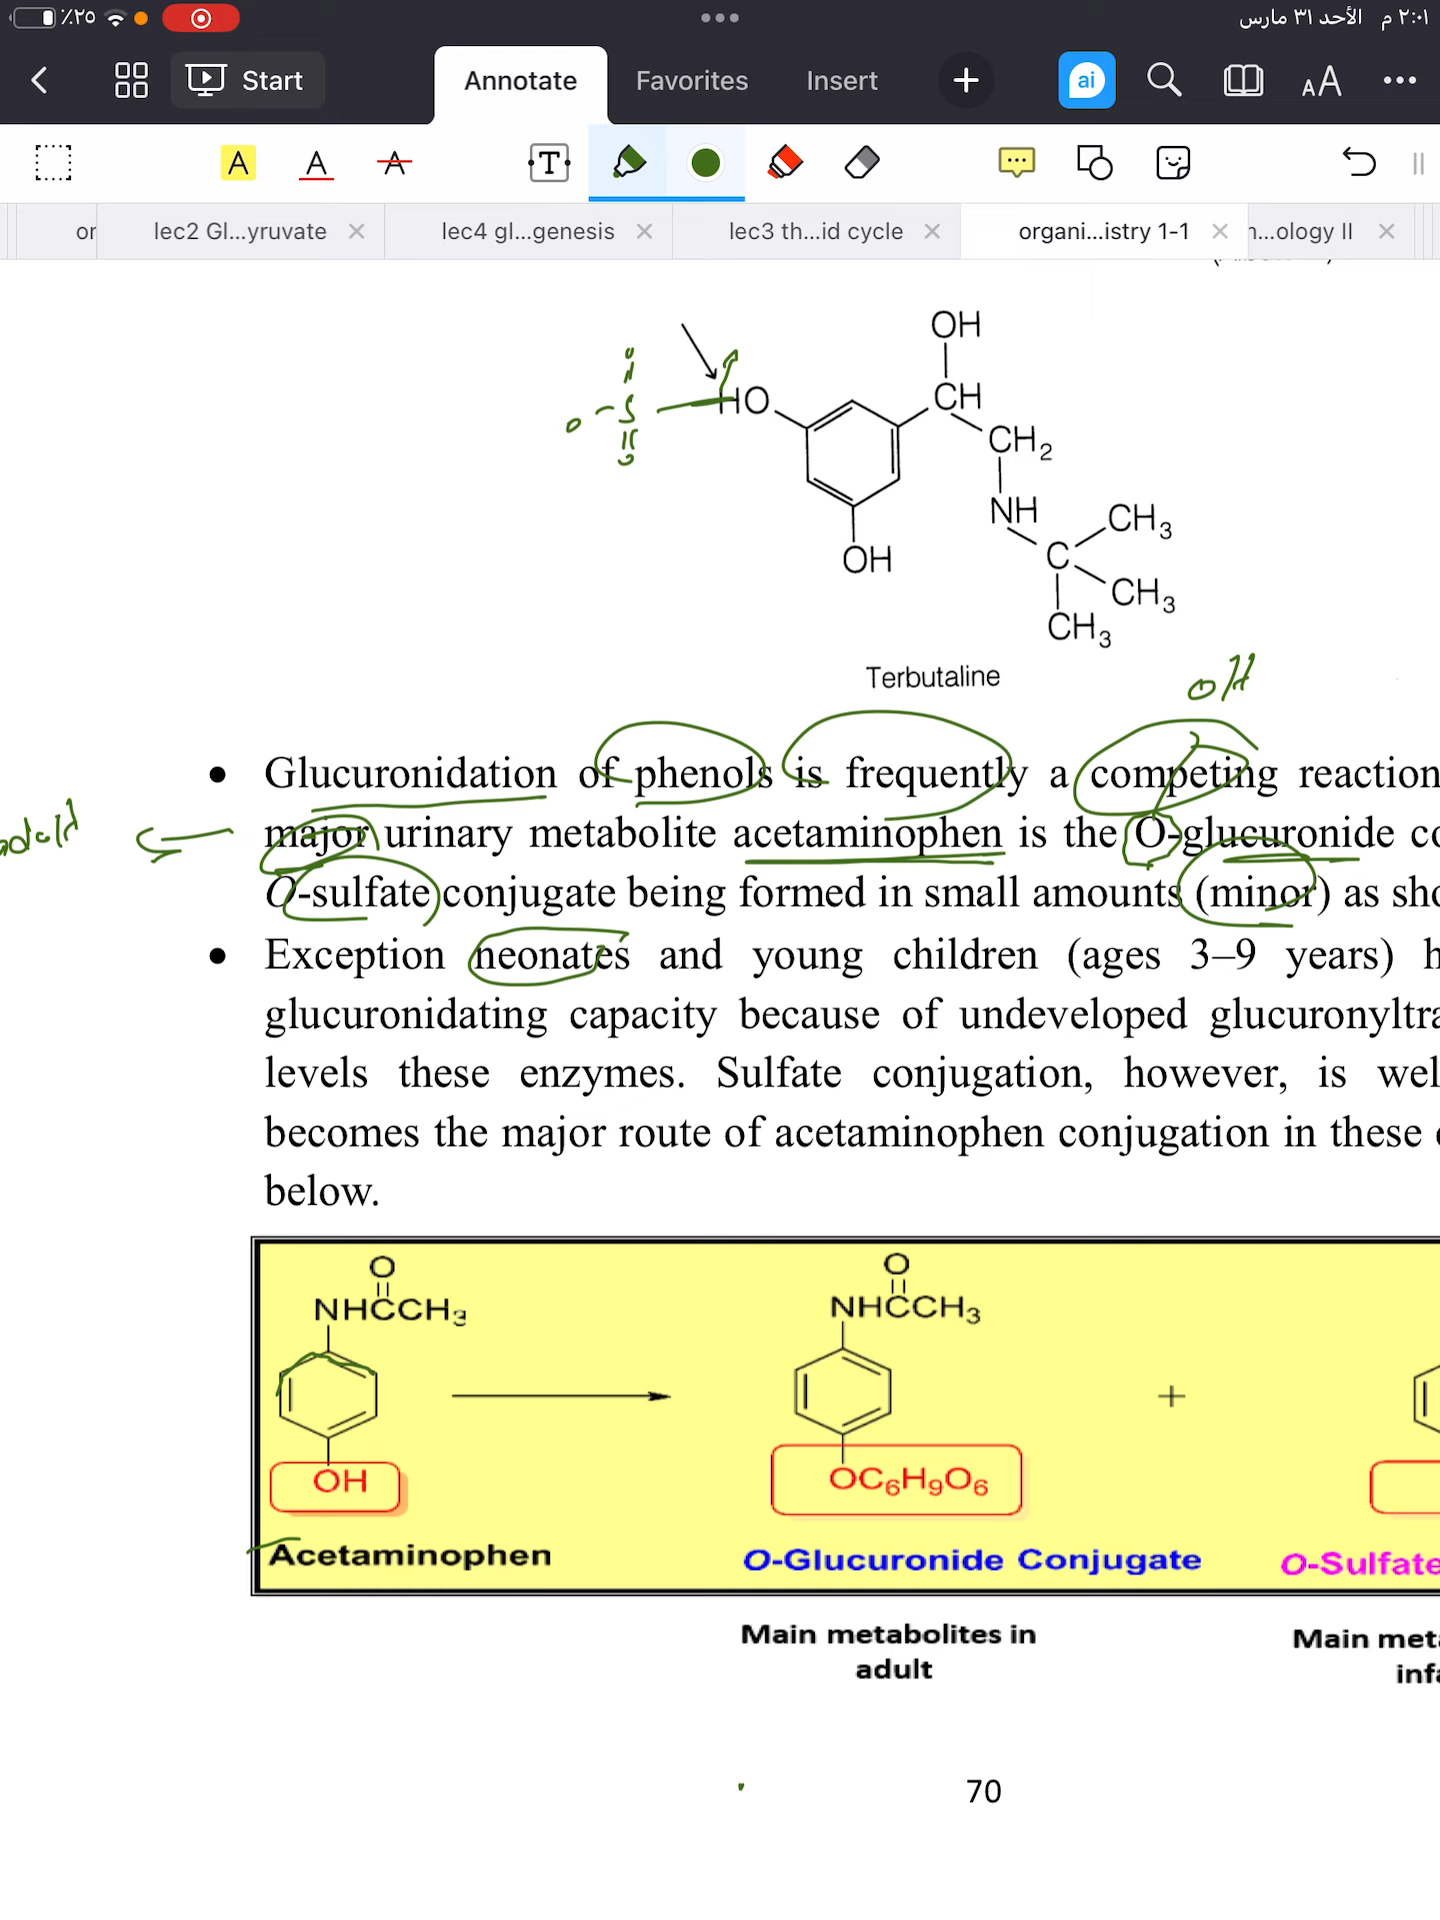 ٪٢٥
الأحد ٣١ مارس ٢:٠١ م
Start
Annotate
Favorites
Insert
ai
AA
A A A T
or
lec2 Gl...yruvate
lec4 gl...genesis
lec3 th...id cycle
organi...istry 1-1
...ology II
OH
CH
HO
CH2
NH
CH3
C
OH
CH3
CH3
O
O S
O
Terbutaline
OH
Glucuronidation of phenols is frequently a competing reaction
major urinary metabolite acetaminophen is the O-glucuronide
O-sulfate conjugate being formed in small amounts (minor) as
Exception neonates and young children (ages 3–9 years)
glucuronidating capacity because of undeveloped glucuronyltra
levels these enzymes. Sulfate conjugation, however, is wel
becomes the major route of acetaminophen conjugation in these
below.
O O
NHCCH3 NHCCH3
+
OH OC6H9O6
Acetaminophen O-Glucuronide Conjugate O-Sulfate
Main metabolites in Main met
adult inf
70